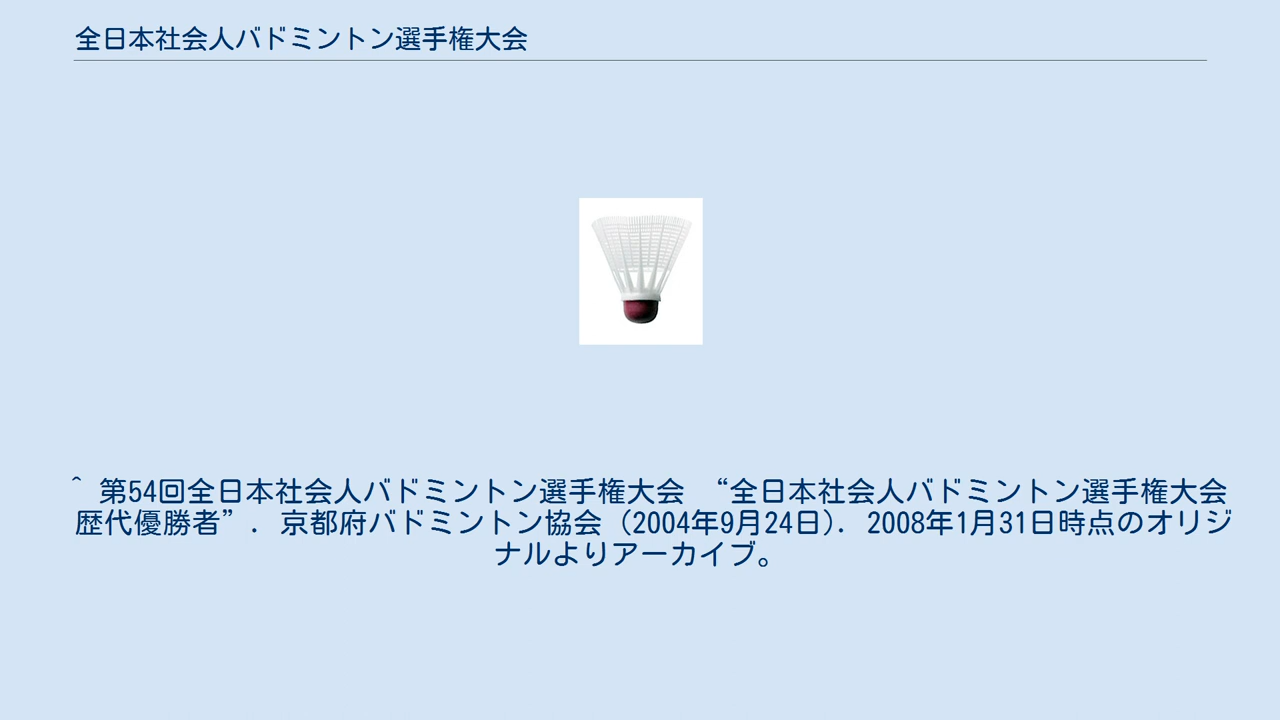 全日本社会人バドミントン選手権大会
^ 第54回全日本社会人バドミントン選手権大会 “全日本社会人バドミントン選手権大会
歴代優勝者”. 京都府バドミントン協会 (2004年9月24日). 2008年1月31日時点のオリジ
ナルよりアーカイブ。